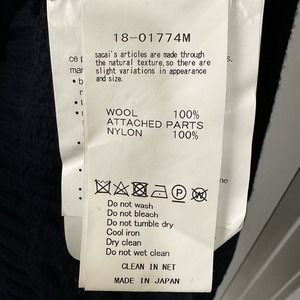 18-01774M
sacai's articles are made through
the natural texture, so there are
slight variations in appearance
and size.
WOOL 100%
ATTACHED PARTS
NYLON 100%
P W
Do not wash
Do not bleach
Do not tumble dry
Cool iron
Dry clean
Do not wet clean
CLEAN IN NET
MADE IN JAPAN
ce p
mar